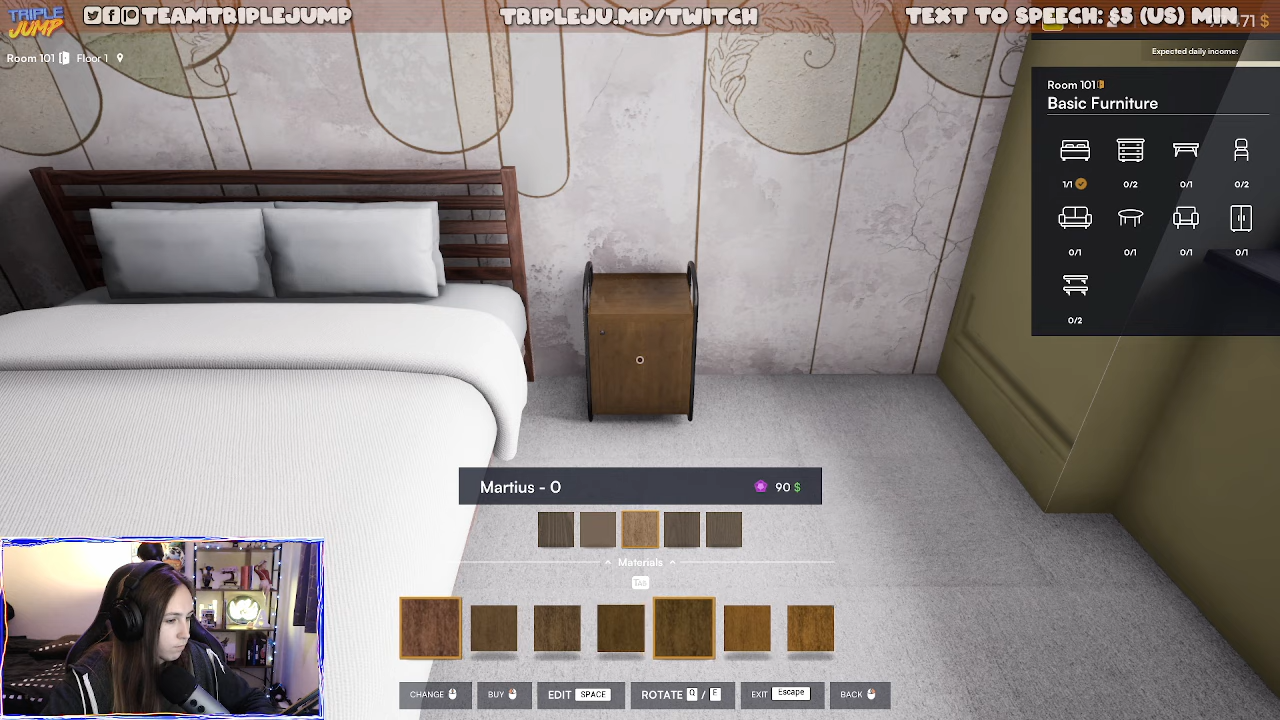 TRIPLE
JUMP
TEAMTRIPLEJUMP
TRIPLEJU.MP/TWITCH
TEXT TO SPEECH: $5 (US) MIN
71 $
Room 101 Floor 1
Expected daily income:
Room 101
Basic Furniture
1/1 0/2 0/1 0/2
0/1 0/1 0/1 0/1
0/2
Martius - 0 90 $
Materials
TAB
CHANGE BUY EDIT SPACE ROTATE Q / E EXIT Escape BACK